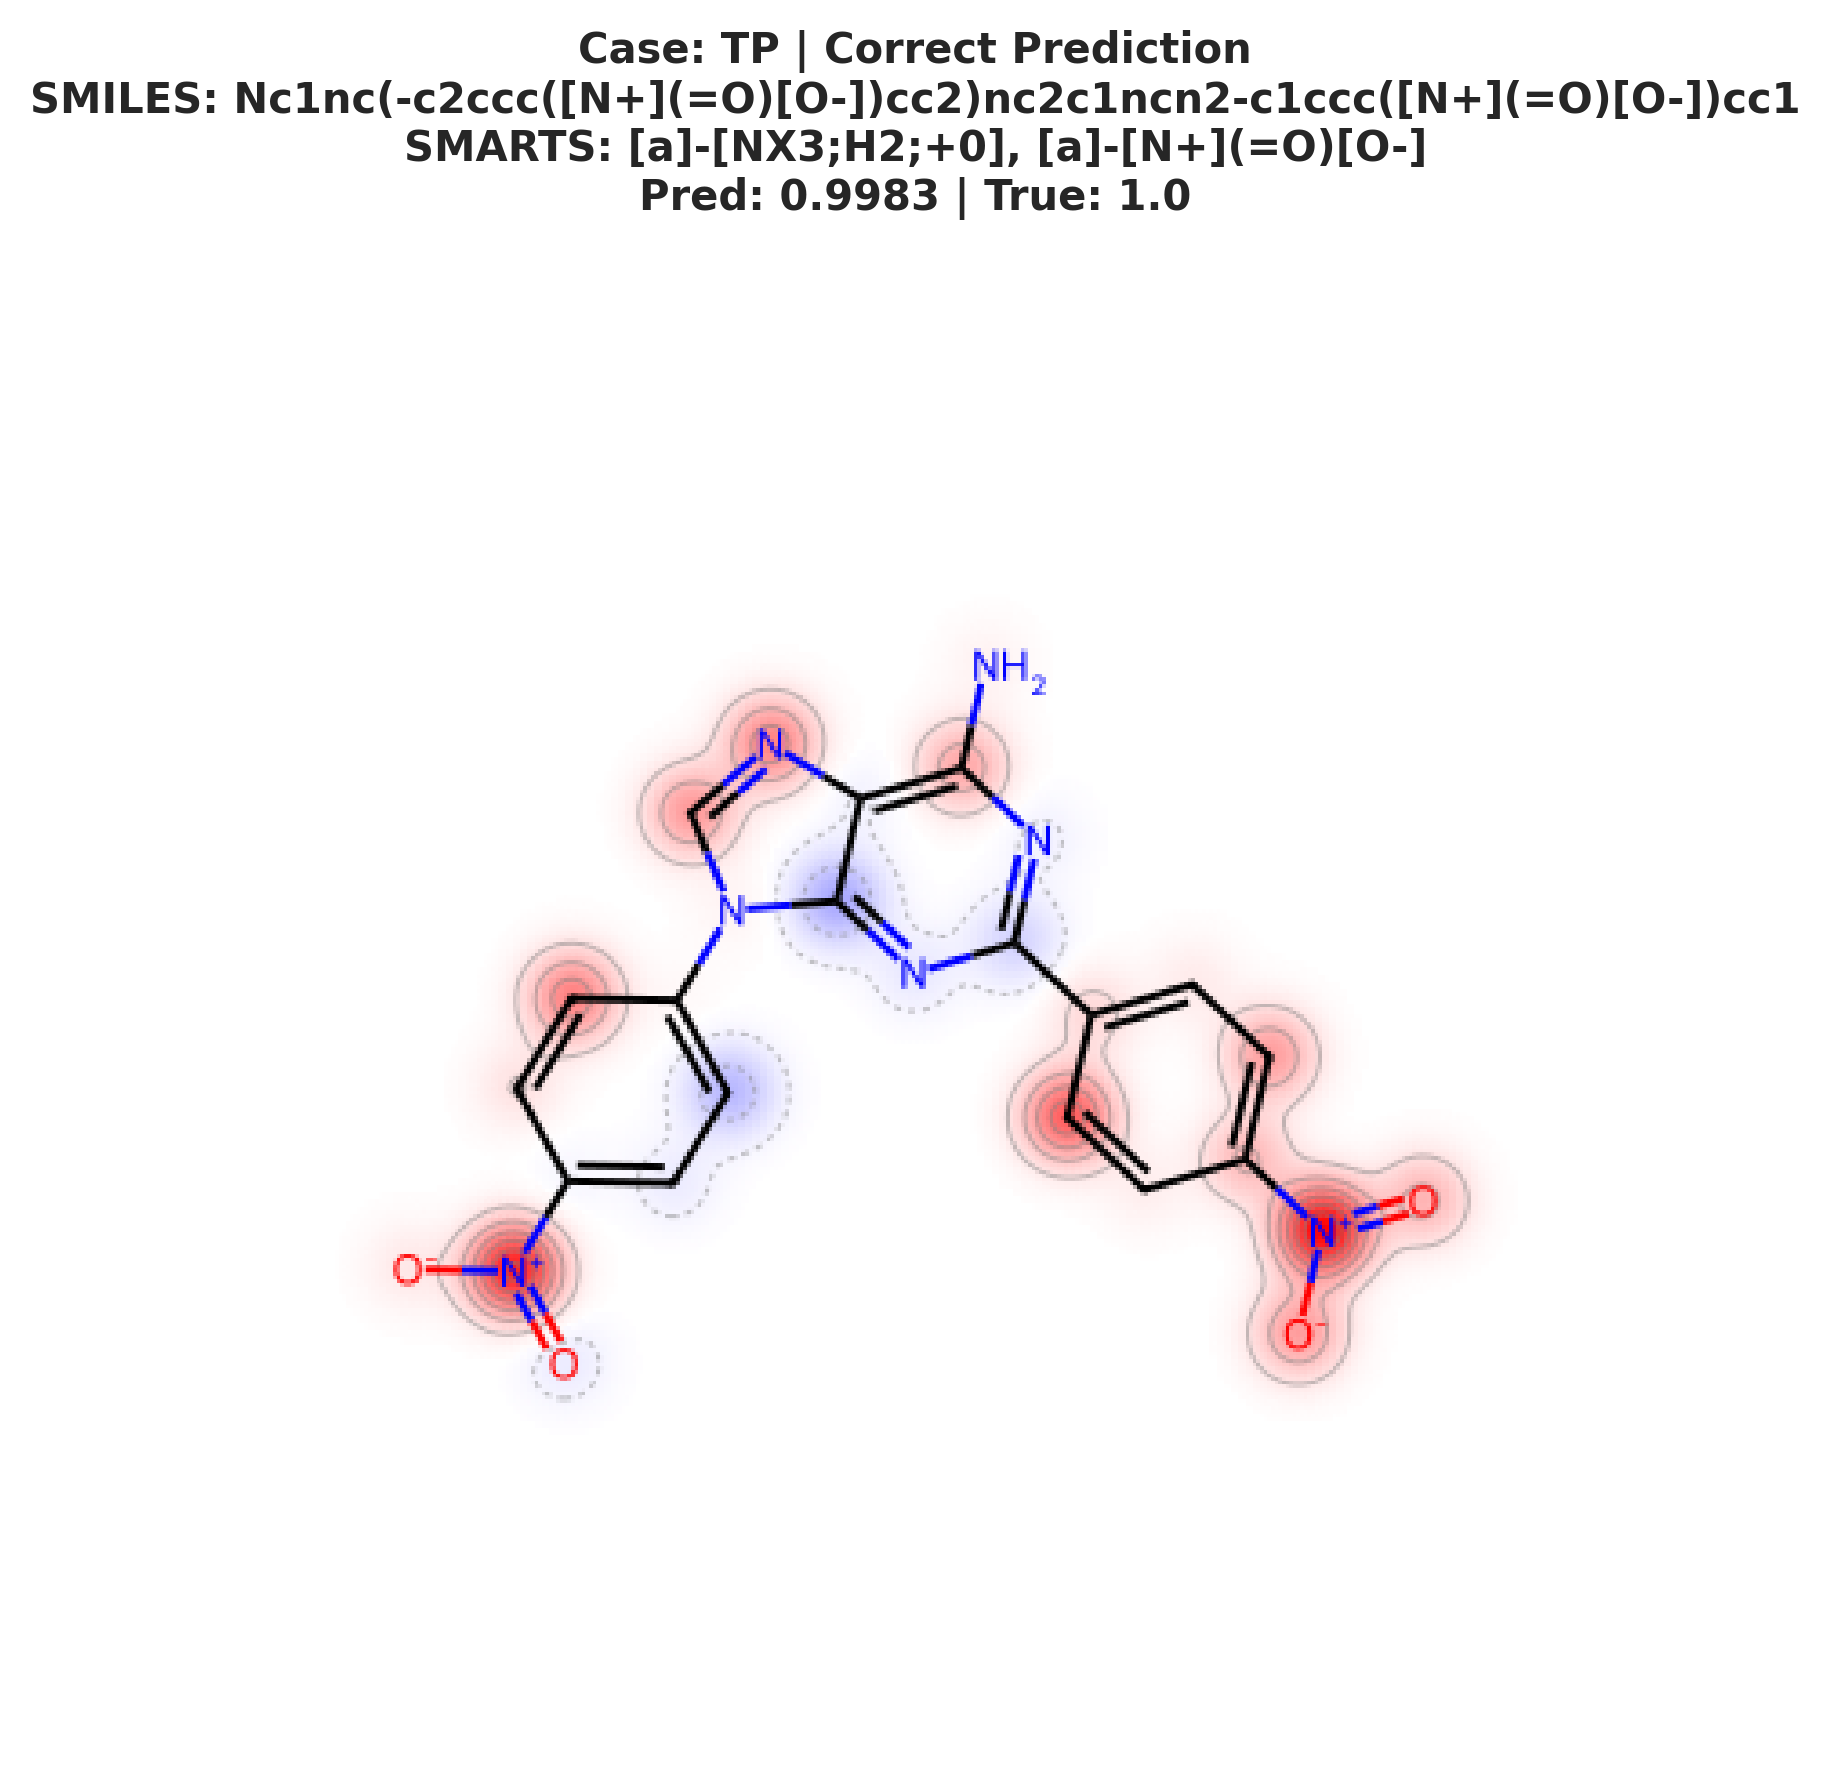 Case: TP | Correct Prediction
SMILES: Nc1nc(-c2ccc([N+](=O)[O-])cc2)nc2c1ncn2-c1ccc([N+](=O)[O-])cc1
SMARTS: [a]-[NX3;H2;+0], [a]-[N+](=O)[O-]
Pred: 0.9983 | True: 1.0
NH2
N
N
N
N
O
N+
O-
O-
N+
O